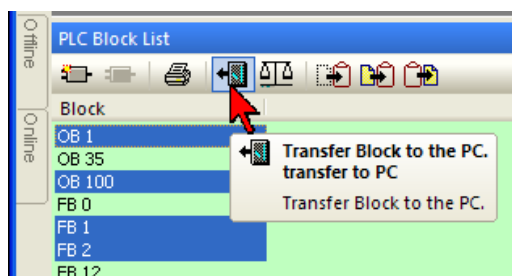 Offline
Online
PLC Block List
Block
OB 1
OB 35
OB 100
FB 0
FB 1
FB 2
FB 12
Transfer Block to the PC.
transfer to PC
Transfer Block to the PC.